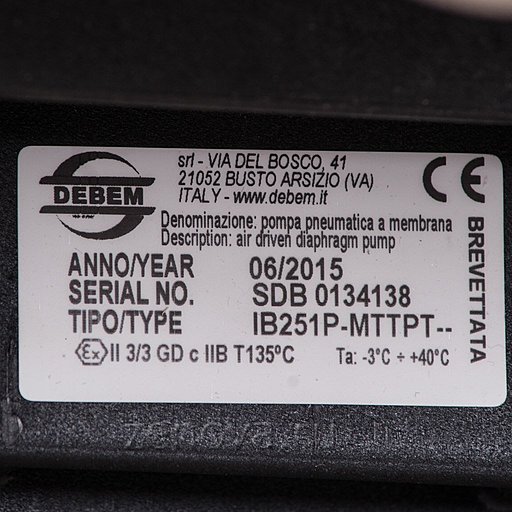 DEBEM
srl - VIA DEL BOSCO, 41
21052 BUSTO ARSIZIO (VA)
ITALY - www.debem.it
CE
Denominazione: pompa pneumatica a membrana
Description: air driven diaphragm pump
ANNO/YEAR 06/2015
SERIAL NO. SDB 0134138
TIPO/TYPE IB251P-MTTPT--
Ex II 3/3 GD c IIB T135ºC Ta: -3°C ÷ +40°C
BREVETTATA